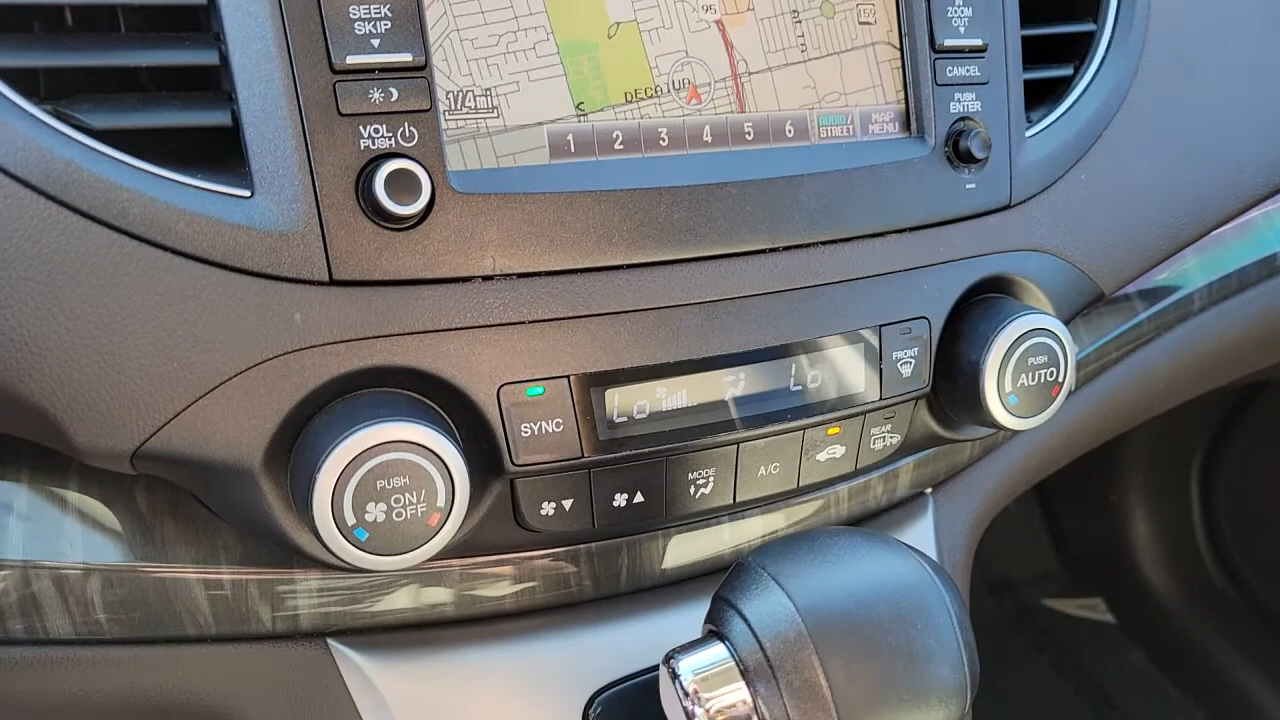 SEEK
SKIP
VOL
PUSH
1/4mi
DECATUR
95
152
1 2 3 4 5 6
AUDIO/
STREET
MAP
MENU
ZOOM
OUT
CANCEL
PUSH
ENTER
PUSH
ON/
OFF
SYNC
Lo
Lo
MODE
A/C
REAR
FRONT
PUSH
AUTO